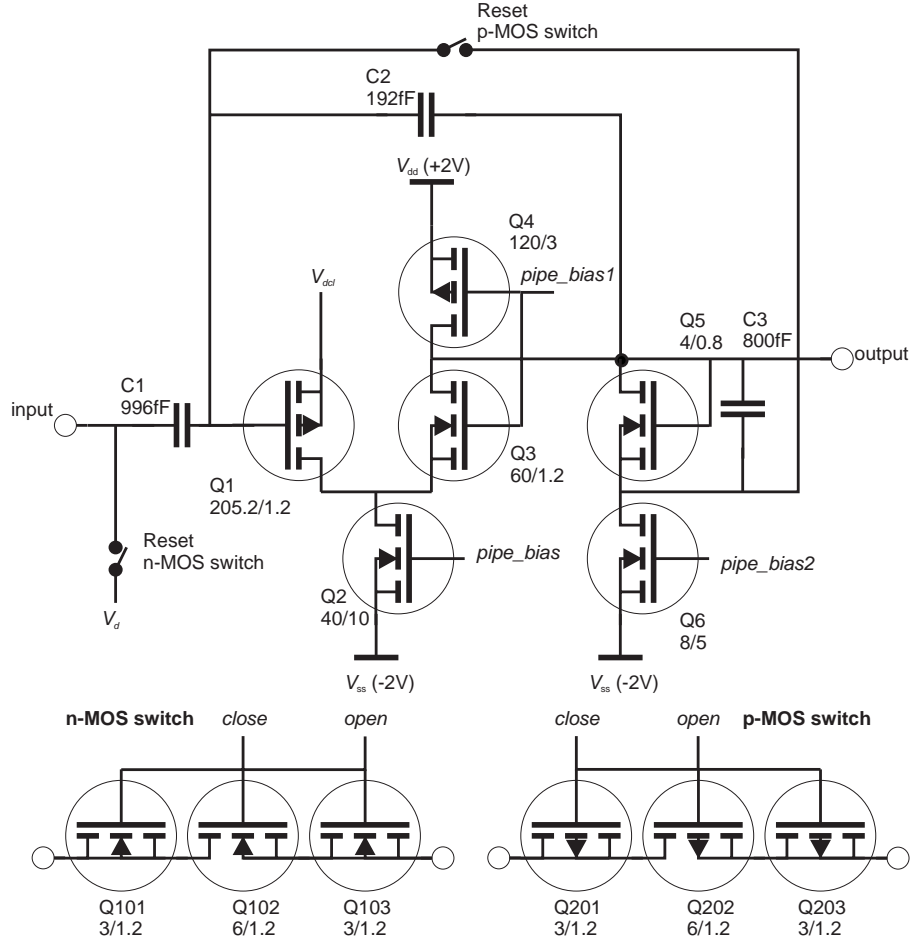 Reset
p-MOS switch
C2
192fF
V_dd (+2V)
Q4
120/3
V_dcl
pipe_bias1
Q5
4/0.8
C3
800fF
output
C1
996fF
input
Q1
205.2/1.2
Q3
60/1.2
Reset
n-MOS switch
pipe_bias
pipe_bias2
Q2
40/10
V_d
Q6
8/5
V_ss (-2V)
V_ss (-2V)
n-MOS switch
close
open
close
open
p-MOS switch
Q101
3/1.2
Q102
6/1.2
Q103
3/1.2
Q201
3/1.2
Q202
6/1.2
Q203
3/1.2